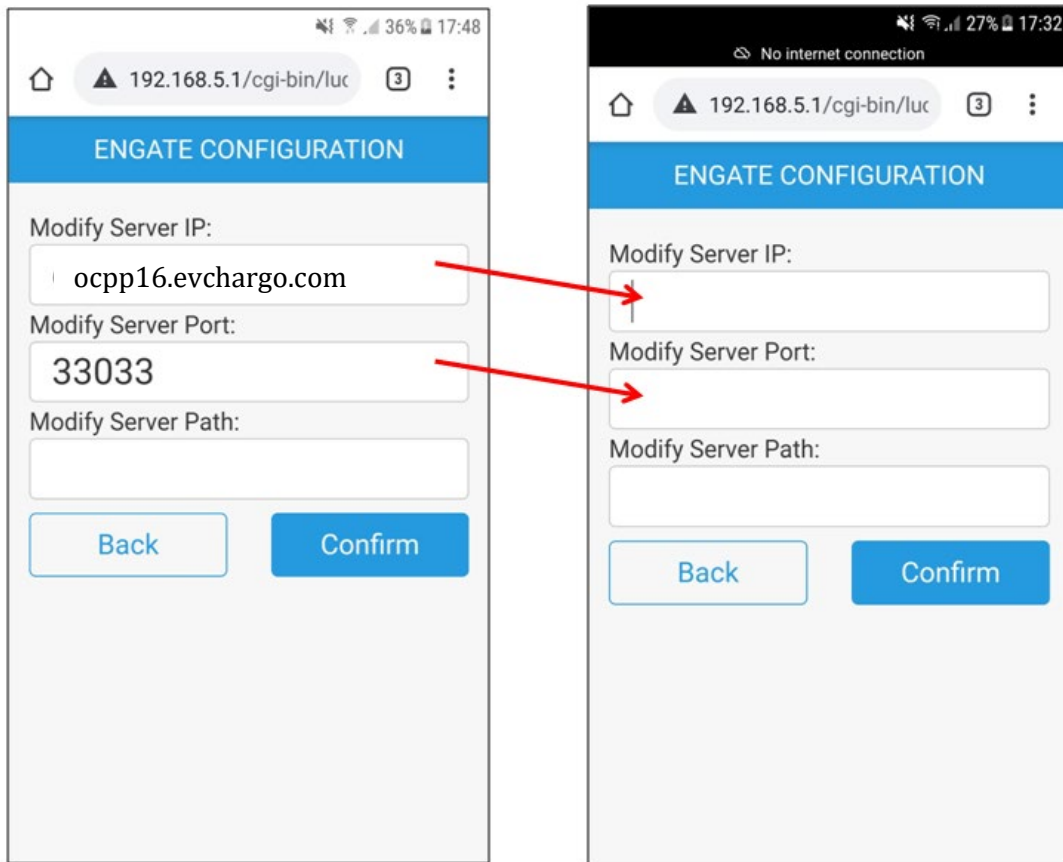 36% 17:48
192.168.5.1/cgi-bin/luc 3
ENGATE CONFIGURATION
Modify Server IP:
ocpp16.evchargo.com
Modify Server Port:
33033
Modify Server Path:
Back Confirm
27% 17:32
No internet connection
192.168.5.1/cgi-bin/luc 3
ENGATE CONFIGURATION
Modify Server IP:
Modify Server Port:
Modify Server Path:
Back Confirm